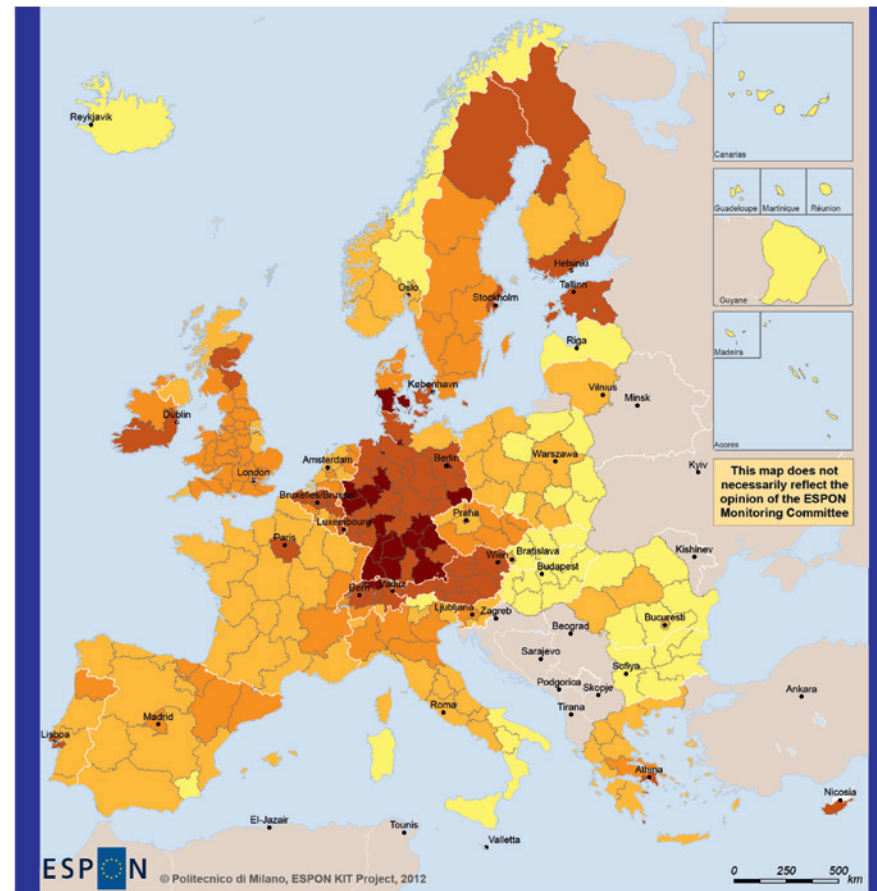 Reykjavik
Canarias
Guadeloupe
Martinique
Réunion
Guyane
Madeira
Acores
This map does not
necessarily reflect the
opinion of the ESPON
Monitoring Committee
Oslo
Helsinki
Tallinn
Stockholm
Riga
København
Vilnius
Minsk
Dublin
Amsterdam
Berlin
Warszawa
London
Kyiv
Bruxelles/Brussel
Praha
Luxembourg
Paris
Kishinev
Wien
Bratislava
Budapest
Bern
Vaduz
Ljubljana
Zagreb
Beograd
Bucuresti
Sarajevo
Sofiya
Podgorica
Skopje
Ankara
Roma
Tirana
Madrid
Lisboa
Athina
Nicosia
El-Jazair
Tounis
Valletta
ESPON
© Politecnico di Milano, ESPON KIT Project, 2012
0 250 500
km